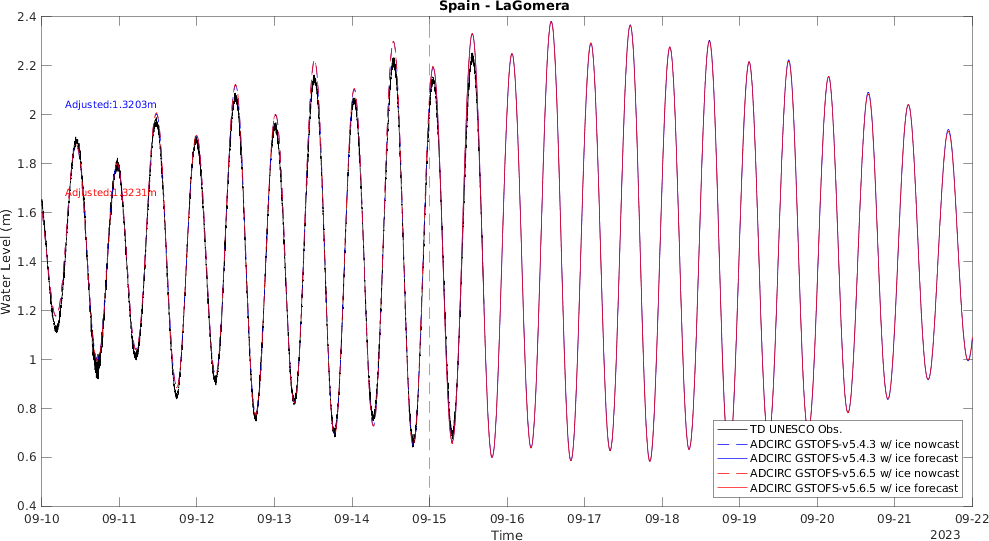 Spain - LaGomera
2.4
2.2
2
1.8
1.6
1.4
1.2
1
0.8
0.6
0.4
Water Level (m)
Adjusted:1.3203m
Adjusted:1.3231m
TD UNESCO Obs.
ADCIRC GSTOFS-v5.4.3 w/ ice nowcast
ADCIRC GSTOFS-v5.4.3 w/ ice forecast
ADCIRC GSTOFS-v5.6.5 w/ ice nowcast
ADCIRC GSTOFS-v5.6.5 w/ ice forecast
09-10 09-11 09-12 09-13 09-14 09-15 09-16 09-17 09-18 09-19 09-20 09-21 09-22
Time
2023